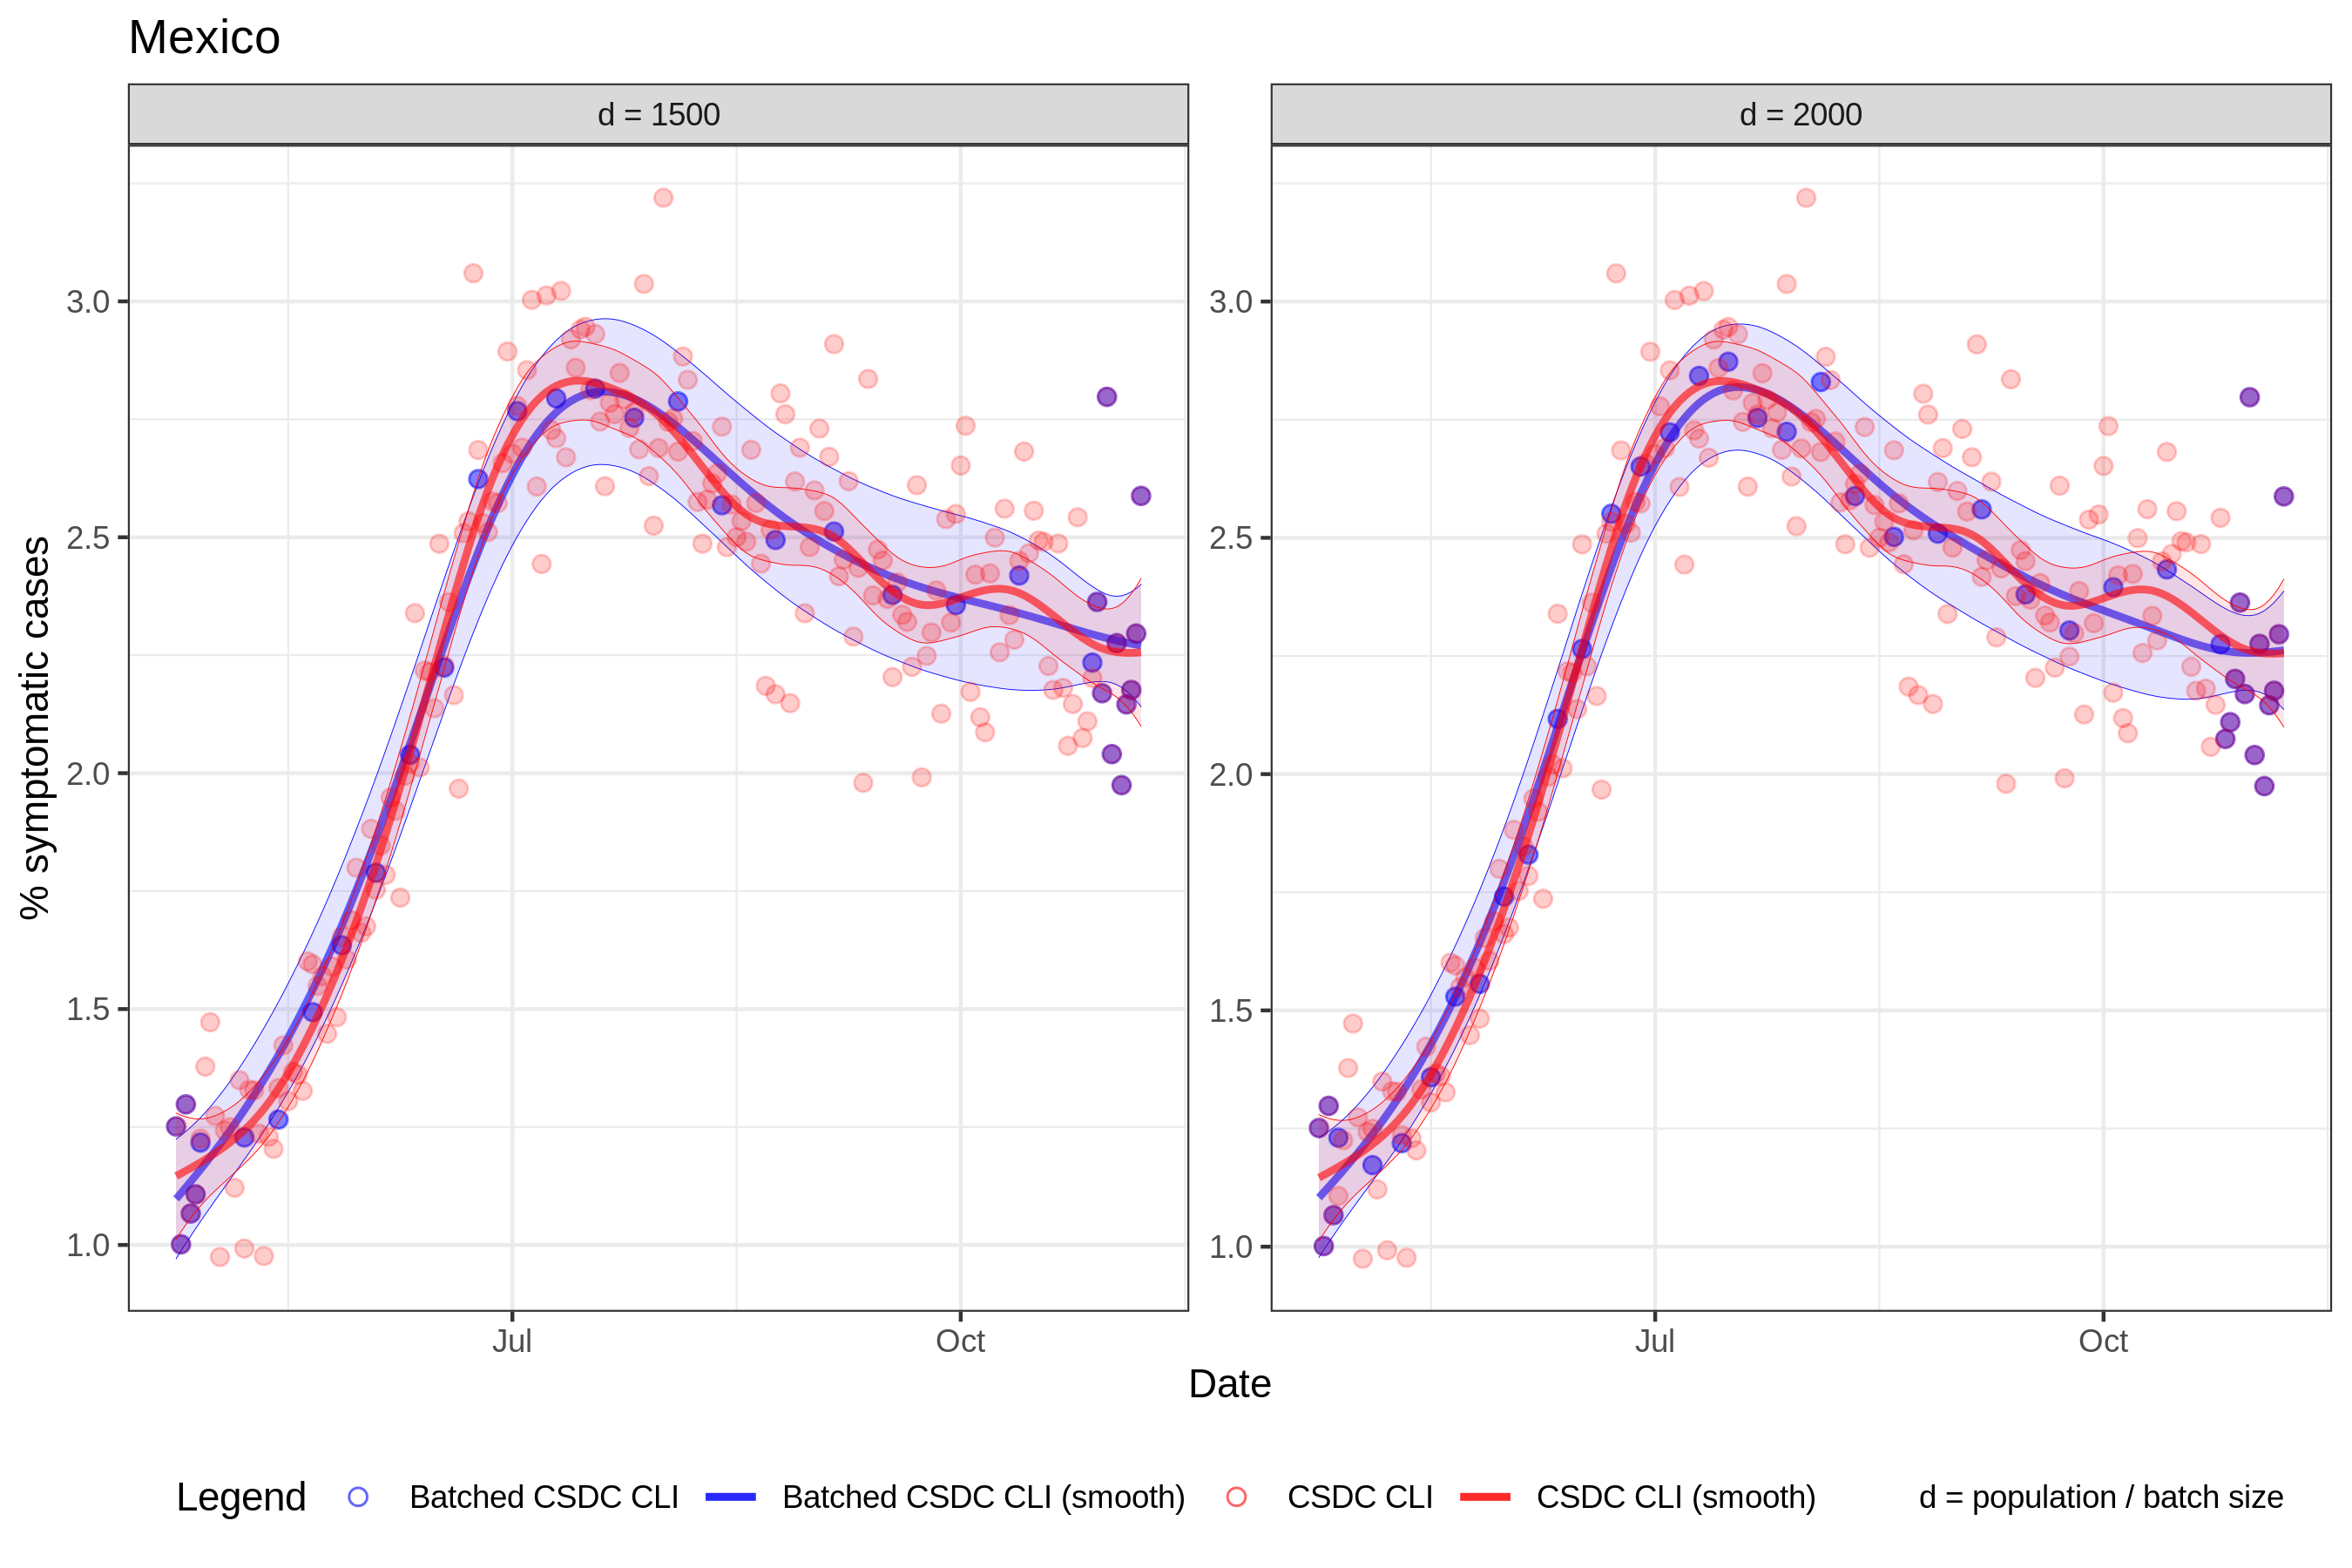 Mexico
d = 1500
d = 2000
% symptomatic cases
3.0
2.5
2.0
1.5
1.0
3.0
2.5
2.0
1.5
1.0
Jul
Oct
Jul
Oct
Date
Legend
Batched CSDC CLI
Batched CSDC CLI (smooth)
CSDC CLI
CSDC CLI (smooth)
d = population / batch size